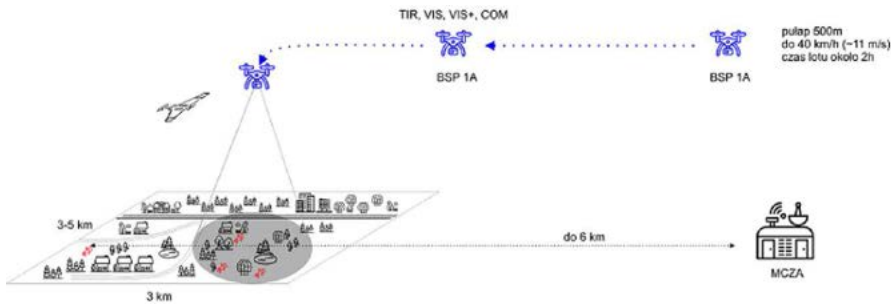 TIR, VIS, VIS+, COM
BSP 1A
BSP 1A
pułap 500m
do 40 km/h (~11 m/s)
czas lotu około 2h
3-5 km
do 6 km
3 km
MCZA